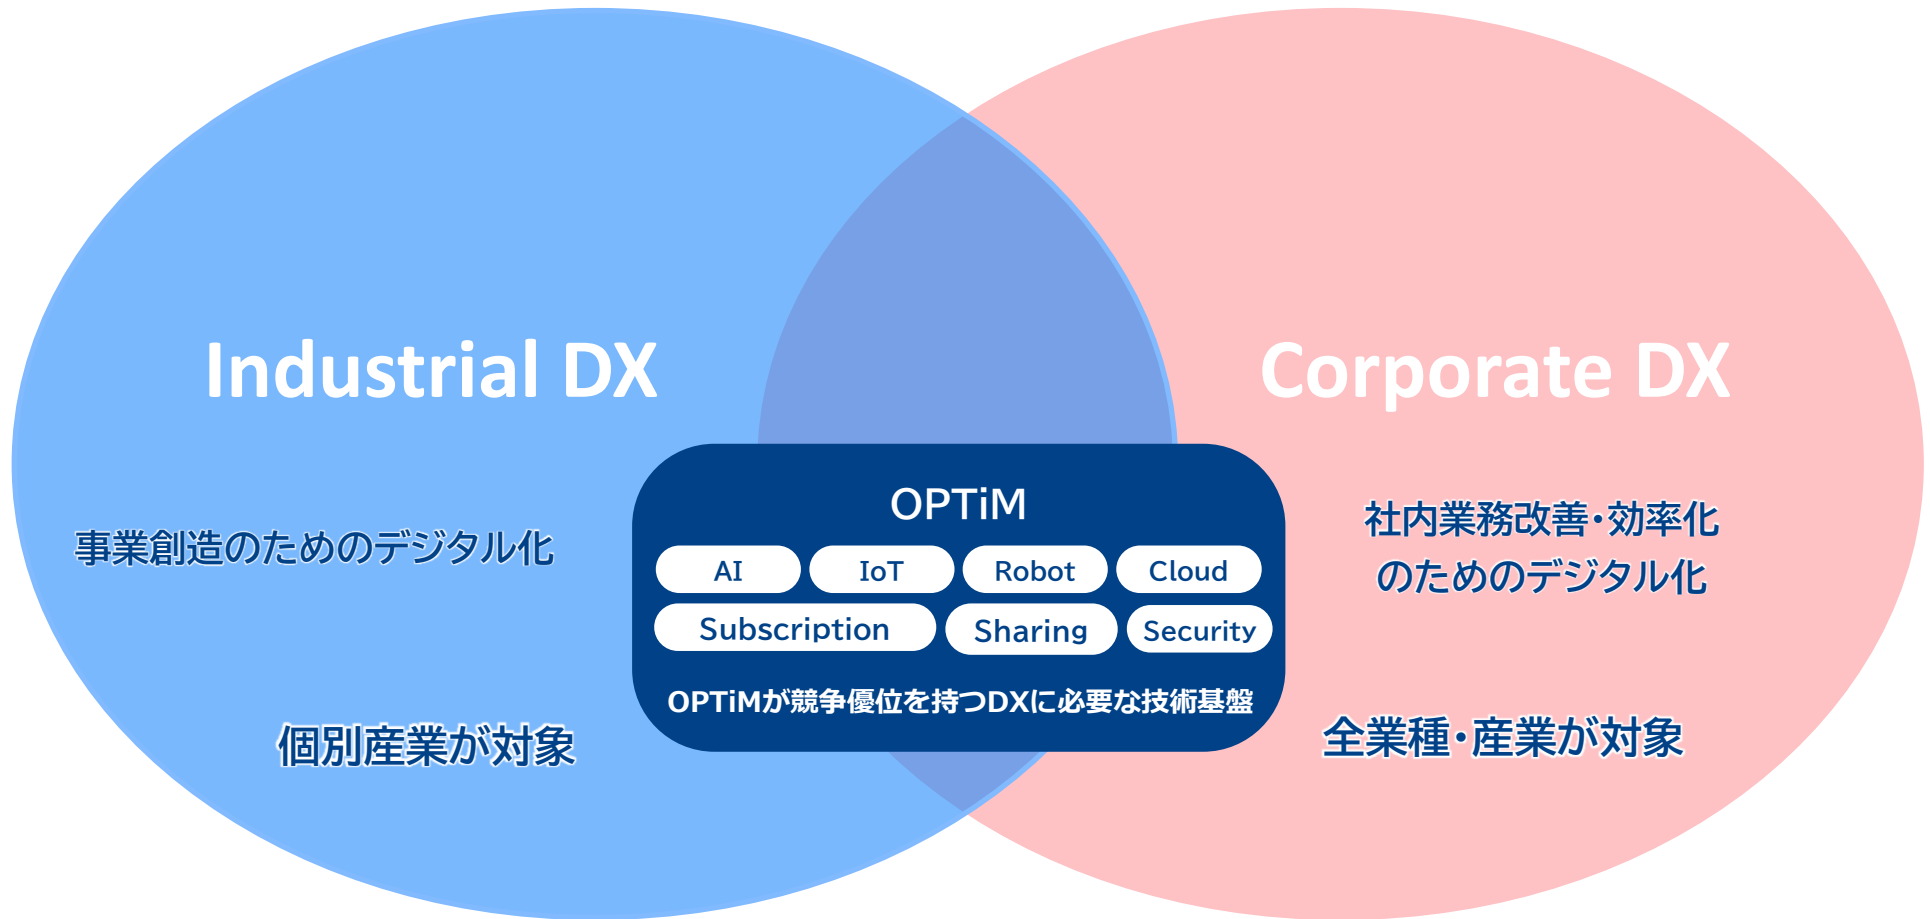 Industrial DX
事業創造のためのデジタル化
個別産業が対象
OPTiM
AI IoT Robot Cloud
Subscription Sharing Security
OPTiMが競争優位を持つDXに必要な技術基盤
Corporate DX
社内業務改善・効率化
のためのデジタル化
全業種・産業が対象